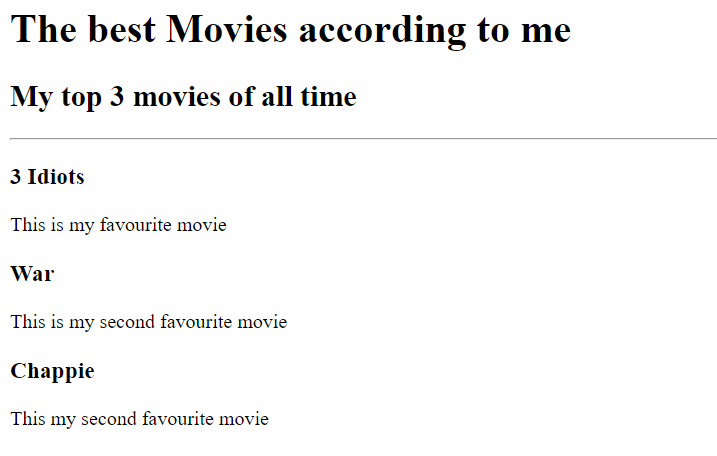 The best Movies according to me
My top 3 movies of all time
3 Idiots
This is my favourite movie
War
This is my second favourite movie
Chappie
This my second favourite movie